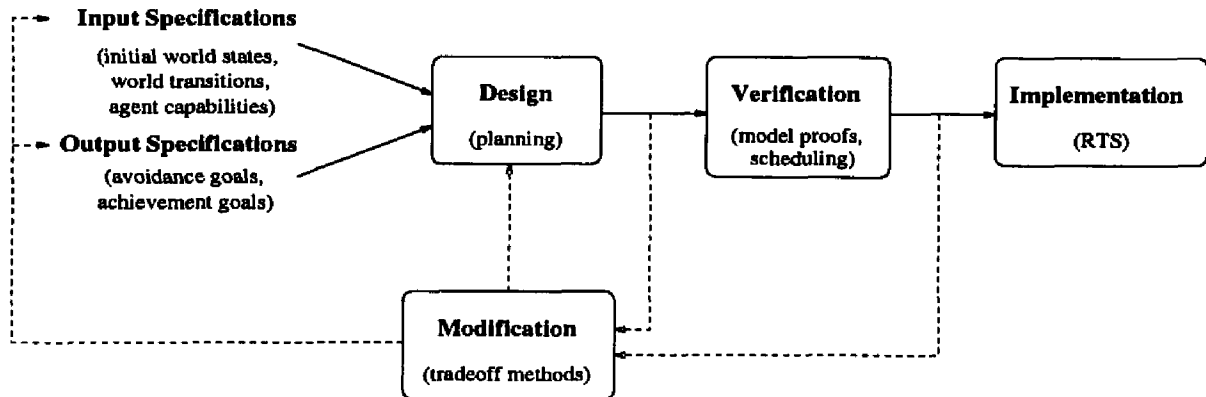 Input Specifications
(initial world states,
world transitions,
agent capabilities)
Output Specifications
(avoidance goals,
achievement goals)
Design
(planning)
Verification
(model proofs,
scheduling)
Implementation
(RTS)
Modification
(tradeoff methods)